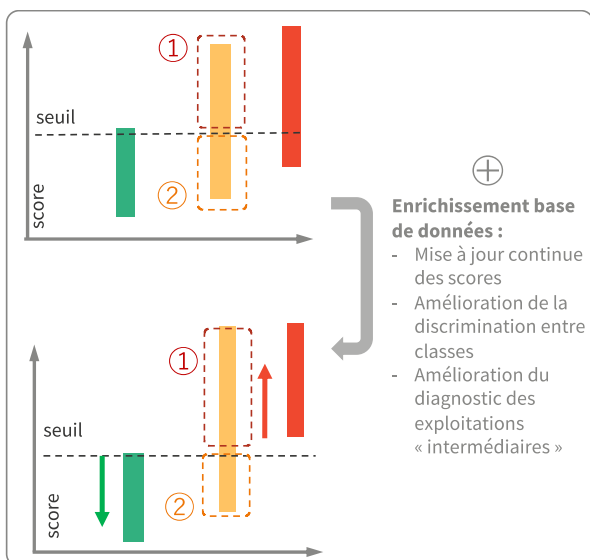 ①
seuil
②
score
Enrichissement base
de données :
- Mise à jour continue
des scores
- Amélioration de la
discrimination entre
classes
- Amélioration du
diagnostic des
exploitations
« intermédiaires »
①
seuil
②
score